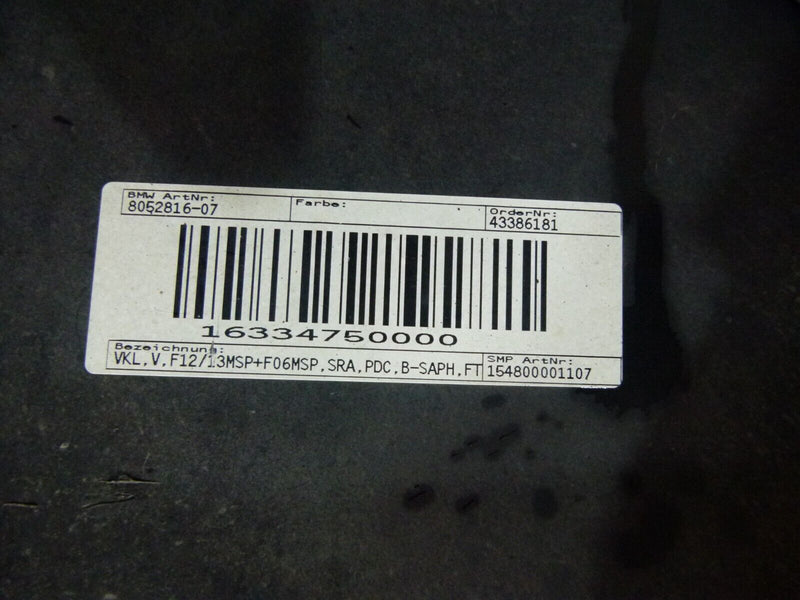 BMW ArtNr: Farbe: OrderNr:
8052816-07 43386181
16334750000
Bezeichnung: SMP ArtNr:
VKL,V,F12/13MSP+F06MSP,SRA,PDC,B-SAPH,FT 154800001107